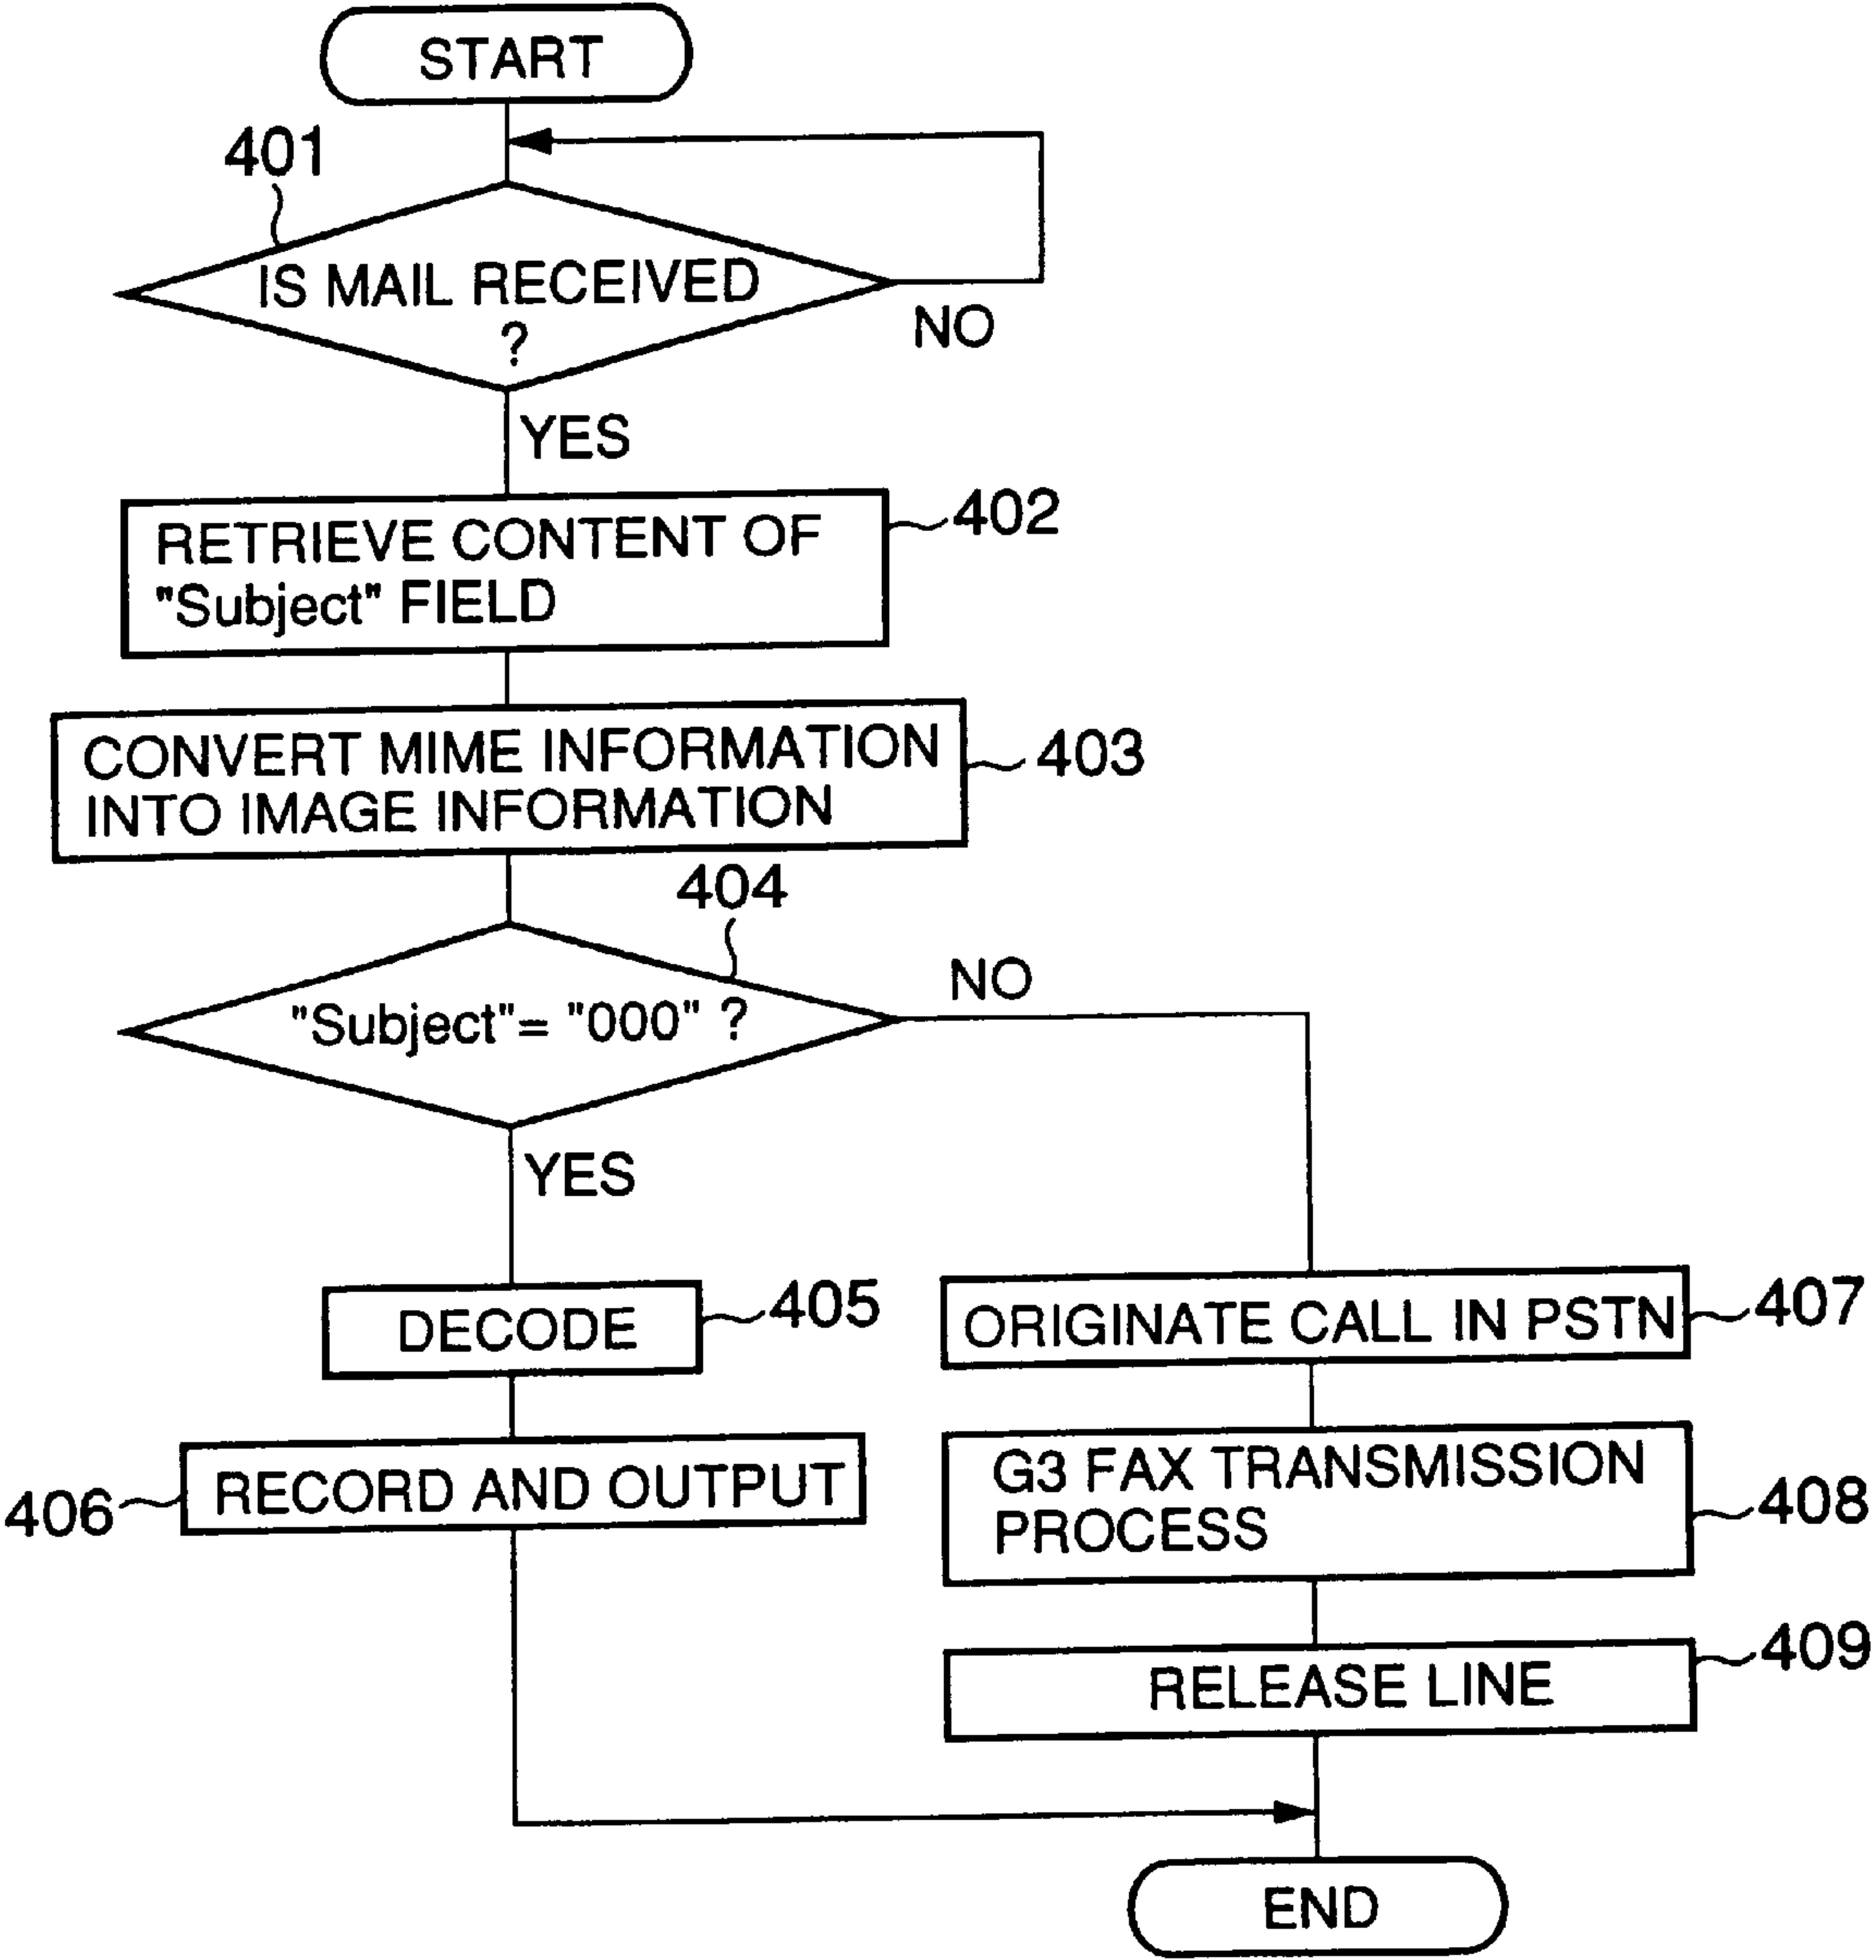 START
401
IS MAIL RECEIVED
?
NO
YES
RETRIEVE CONTENT OF
"Subject" FIELD
402
CONVERT MIME INFORMATION
INTO IMAGE INFORMATION
403
404
"Subject"= "000" ?
NO
YES
DECODE
405
ORIGINATE CALL IN PSTN
407
RECORD AND OUTPUT
406
G3 FAX TRANSMISSION
PROCESS
408
RELEASE LINE
409
END